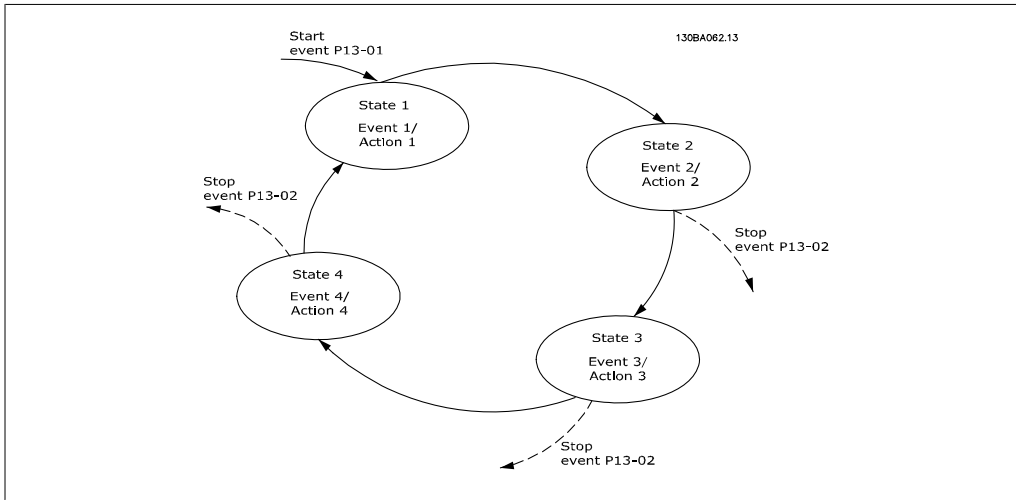 Start
event P13-01
130BA062.13
State 1
Event 1/
Action 1
State 2
Event 2/
Action 2
Stop
event P13-02
Stop
event P13-02
State 4
Event 4/
Action 4
State 3
Event 3/
Action 3
Stop
event P13-02